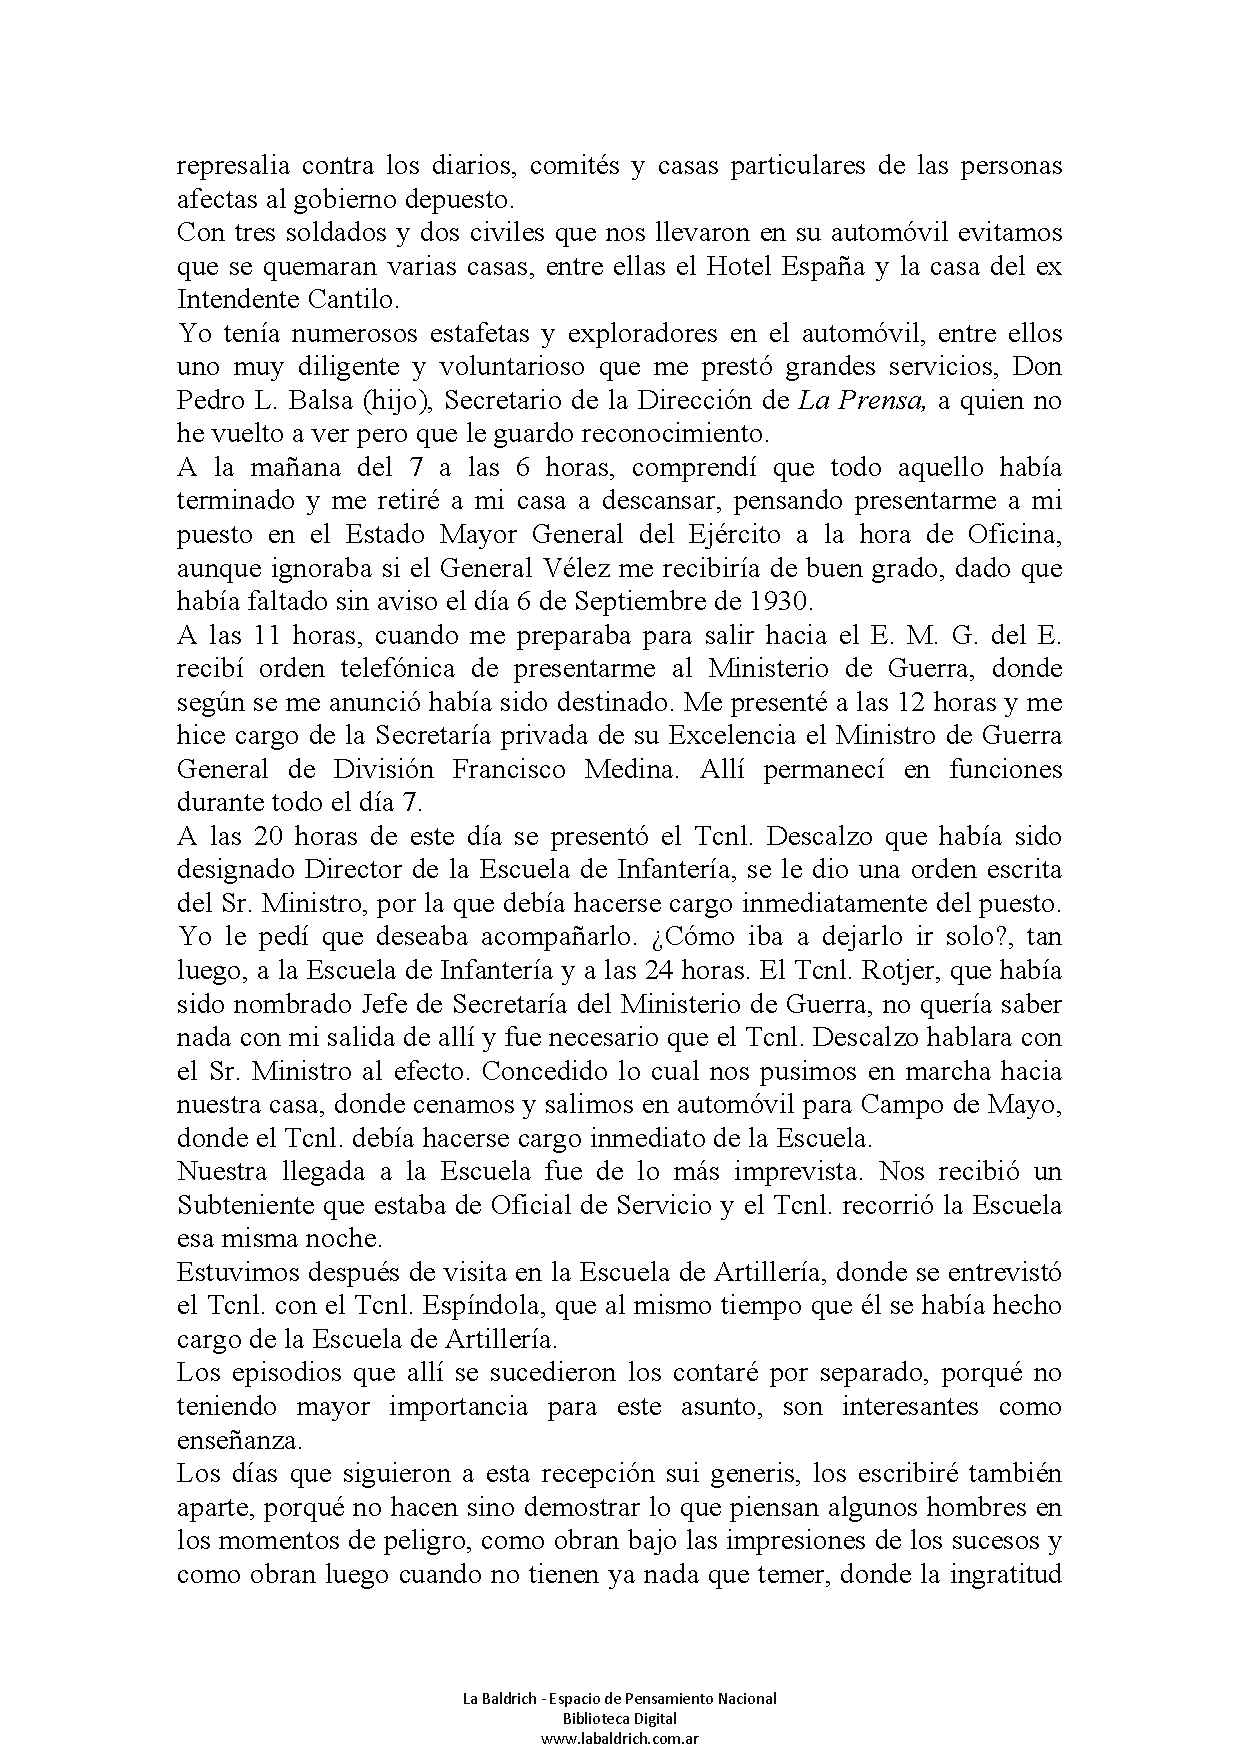 represalia contra los diarios, comités y casas particulares de las personas
afectas al gobierno depuesto.
Con tres soldados y dos civiles que nos llevaron en su automóvil evitamos
que se quemaran varias casas, entre ellas el Hotel España y la casa del ex
Intendente Cantilo.
Yo tenía numerosos estafetas y exploradores en el automóvil, entre ellos
uno muy diligente y voluntarioso que me prestó grandes servicios, Don
Pedro L. Balsa (hijo), Secretario de la Dirección de La Prensa, a quien no
he vuelto a ver pero que le guardo reconocimiento.
A la mañana del 7 a las 6 horas, comprendí que todo aquello había
terminado y me retiré a mi casa a descansar, pensando presentarme a mi
puesto en el Estado Mayor General del Ejército a la hora de Oficina,
aunque ignoraba si el General Vélez me recibiría de buen grado, dado que
había faltado sin aviso el día 6 de Septiembre de 1930.
A las 11 horas, cuando me preparaba para salir hacia el E. M. G. del E.
recibí orden telefónica de presentarme al Ministerio de Guerra, donde
según se me anunció había sido destinado. Me presenté a las 12 horas y me
hice cargo de la Secretaría privada de su Excelencia el Ministro de Guerra
General de División Francisco Medina. Allí permanecí en funciones
durante todo el día 7.
A las 20 horas de este día se presentó el Tcnl. Descalzo que había sido
designado Director de la Escuela de Infantería, se le dio una orden escrita
del Sr. Ministro, por la que debía hacerse cargo inmediatamente del puesto.
Yo le pedí que deseaba acompañarlo. ¿Cómo iba a dejarlo ir solo?, tan
luego, a la Escuela de Infantería y a las 24 horas. El Tcnl. Rotjer, que había
sido nombrado Jefe de Secretaría del Ministerio de Guerra, no quería saber
nada con mi salida de allí y fue necesario que el Tcnl. Descalzo hablara con
el Sr. Ministro al efecto. Concedido lo cual nos pusimos en marcha hacia
nuestra casa, donde cenamos y salimos en automóvil para Campo de Mayo,
donde el Tcnl. debía hacerse cargo inmediato de la Escuela.
Nuestra llegada a la Escuela fue de lo más imprevista. Nos recibió un
Subteniente que estaba de Oficial de Servicio y el Tcnl. recorrió la Escuela
esa misma noche.
Estuvimos después de visita en la Escuela de Artillería, donde se entrevistó
el Tcnl. con el Tcnl. Espíndola, que al mismo tiempo que él se había hecho
cargo de la Escuela de Artillería.
Los episodios que allí se sucedieron los contaré por separado, porqué no
teniendo mayor importancia para este asunto, son interesantes como
enseñanza.
Los días que siguieron a esta recepción sui generis, los escribiré también
aparte, porqué no hacen sino demostrar lo que piensan algunos hombres en
los momentos de peligro, como obran bajo las impresiones de los sucesos y
como obran luego cuando no tienen ya nada que temer, donde la ingratitud
La Baldrich - Espacio de Pensamiento Nacional
Biblioteca Digital
www.labaldrich.com.ar